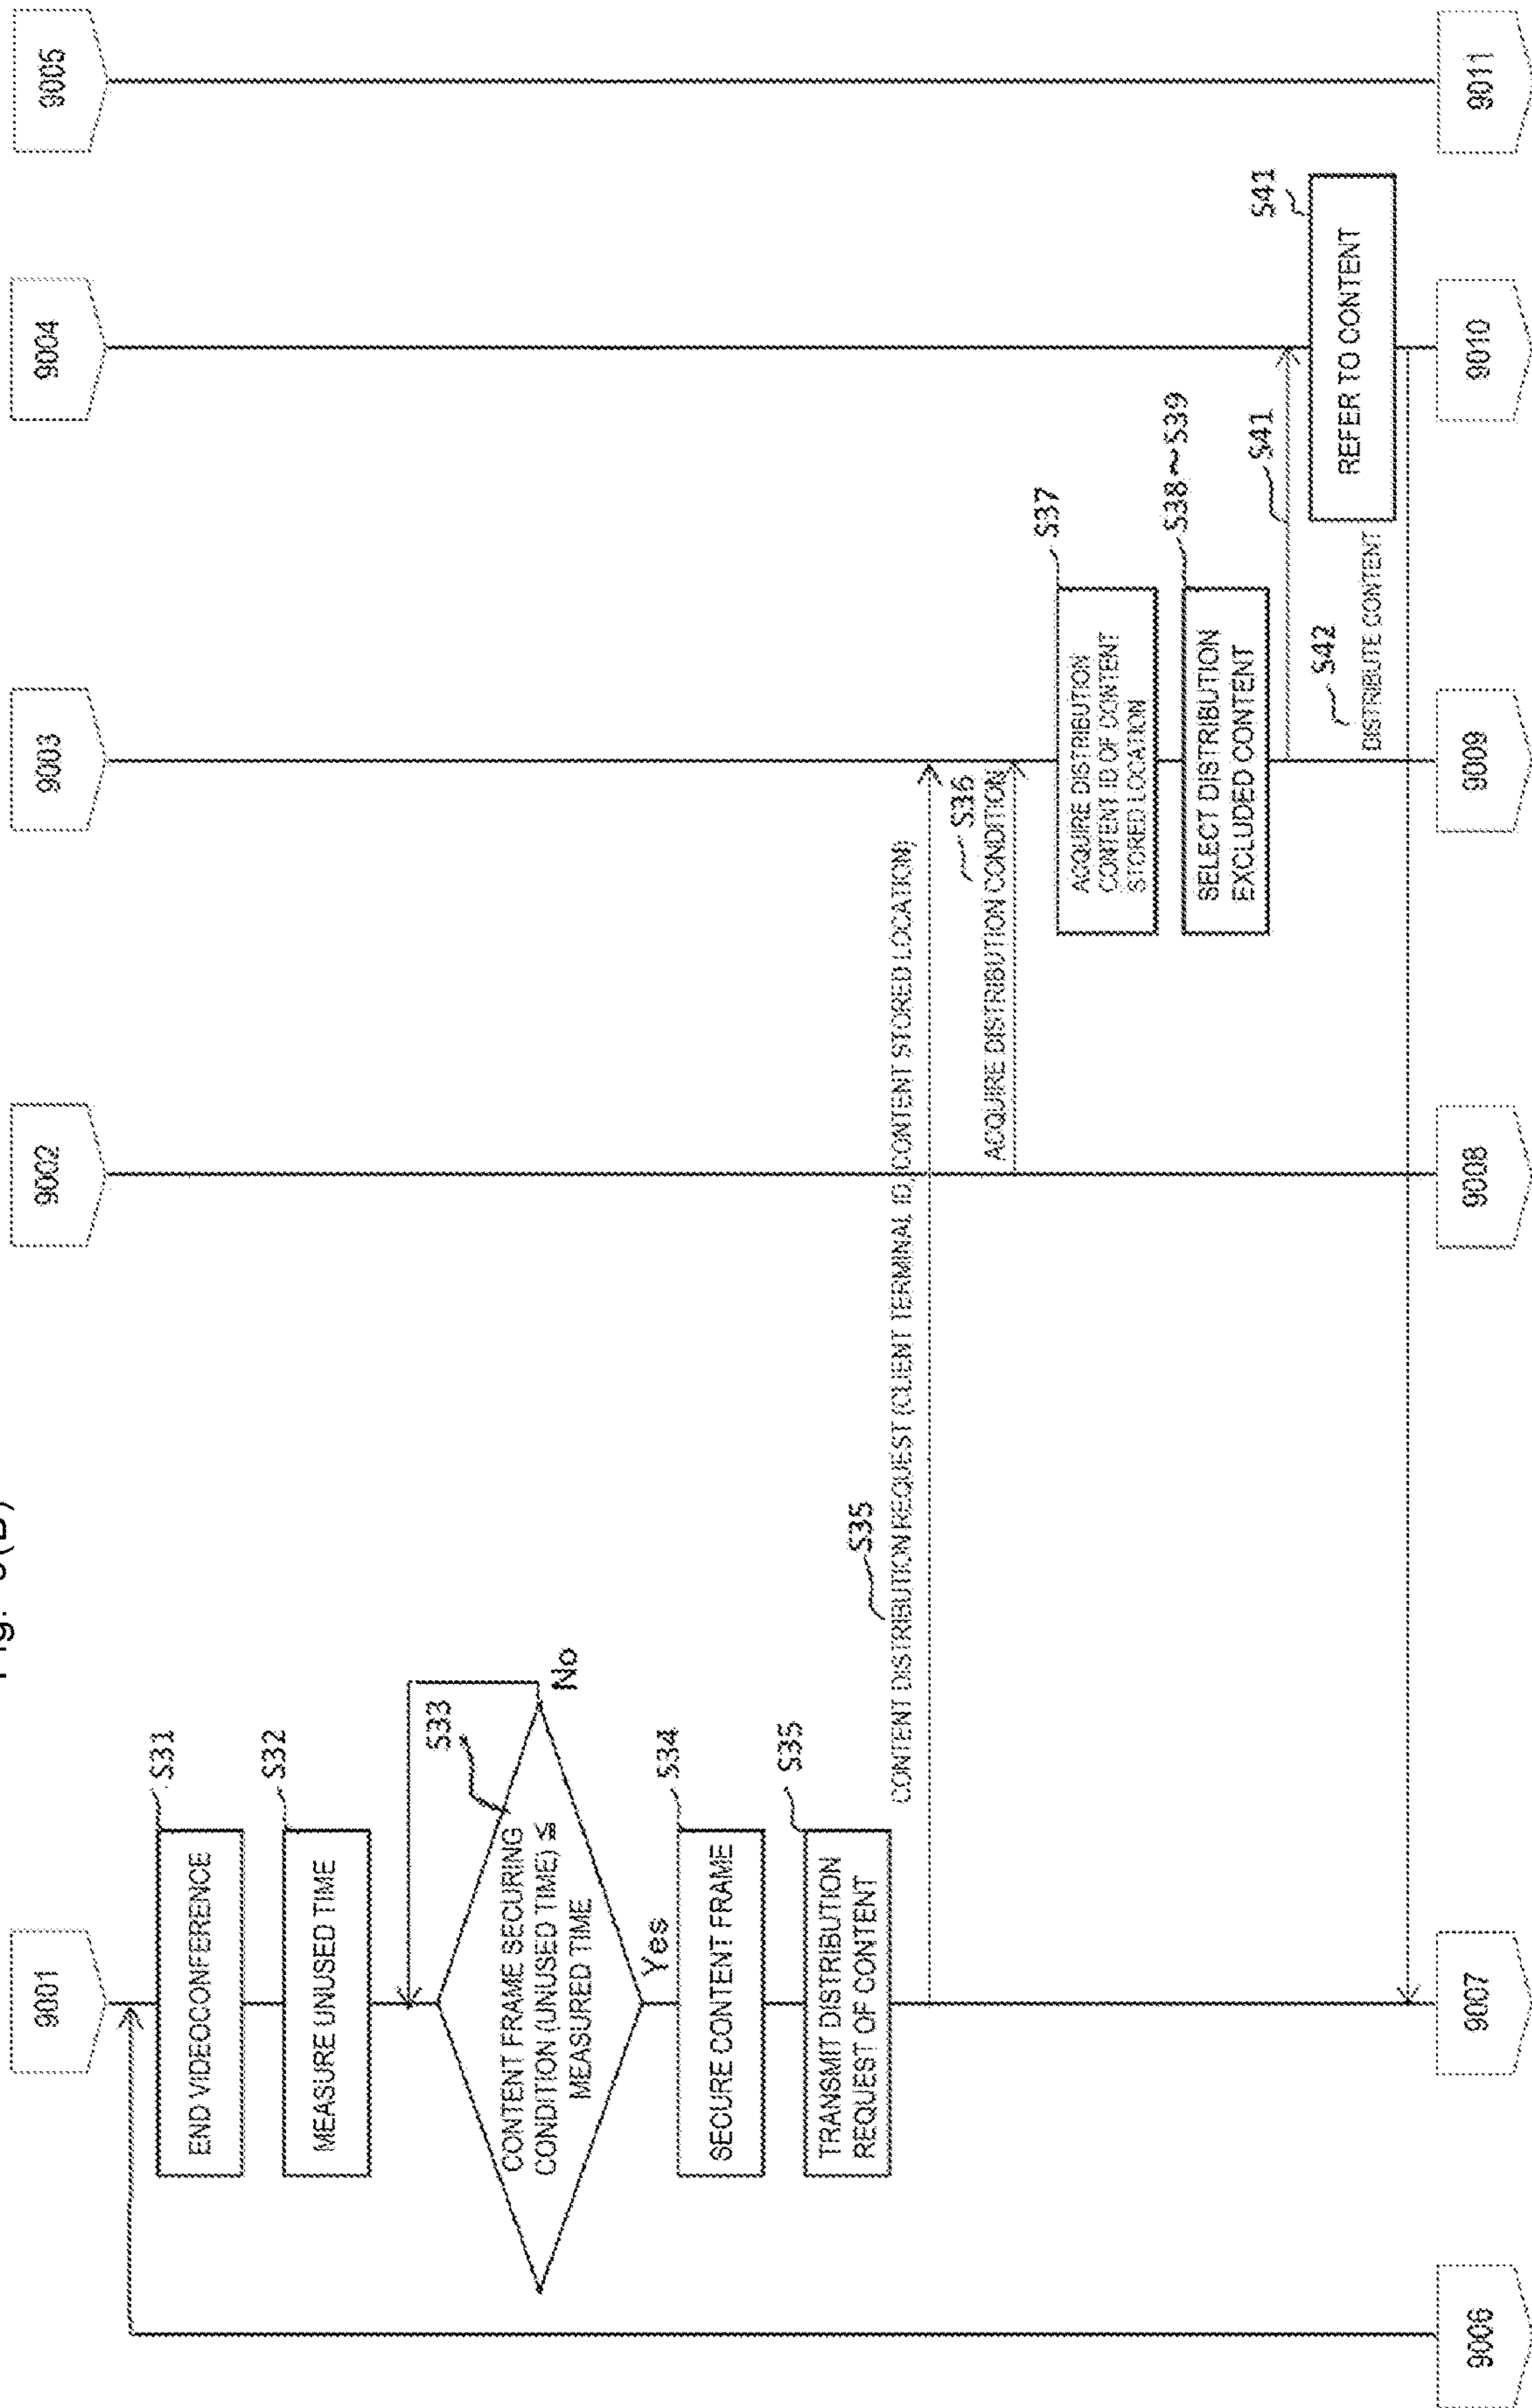 9001
9002
9003
9004
9005
S31
END VIDEOCONFERENCE
S32
MEASURE UNUSED TIME
S33
CONTENT FRAME SECURING
CONDITION (UNUSED TIME) ≦
MEASURED TIME
No
Yes
S34
SECURE CONTENT FRAME
S35
TRANSMIT DISTRIBUTION
REQUEST OF CONTENT
S35
CONTENT DISTRIBUTION REQUEST (CLIENT TERMINAL ID, CONTENT STORED LOCATION)
S36
ACQUIRE DISTRIBUTION CONDITION
S37
ACQUIRE DISTRIBUTION
CONTENT ID OF CONTENT
STORED LOCATION
S38~S39
SELECT DISTRIBUTION
EXCLUDED CONTENT
S41
S41
REFER TO CONTENT
S42
DISTRIBUTE CONTENT
9006
9007
9008
9009
9010
9011